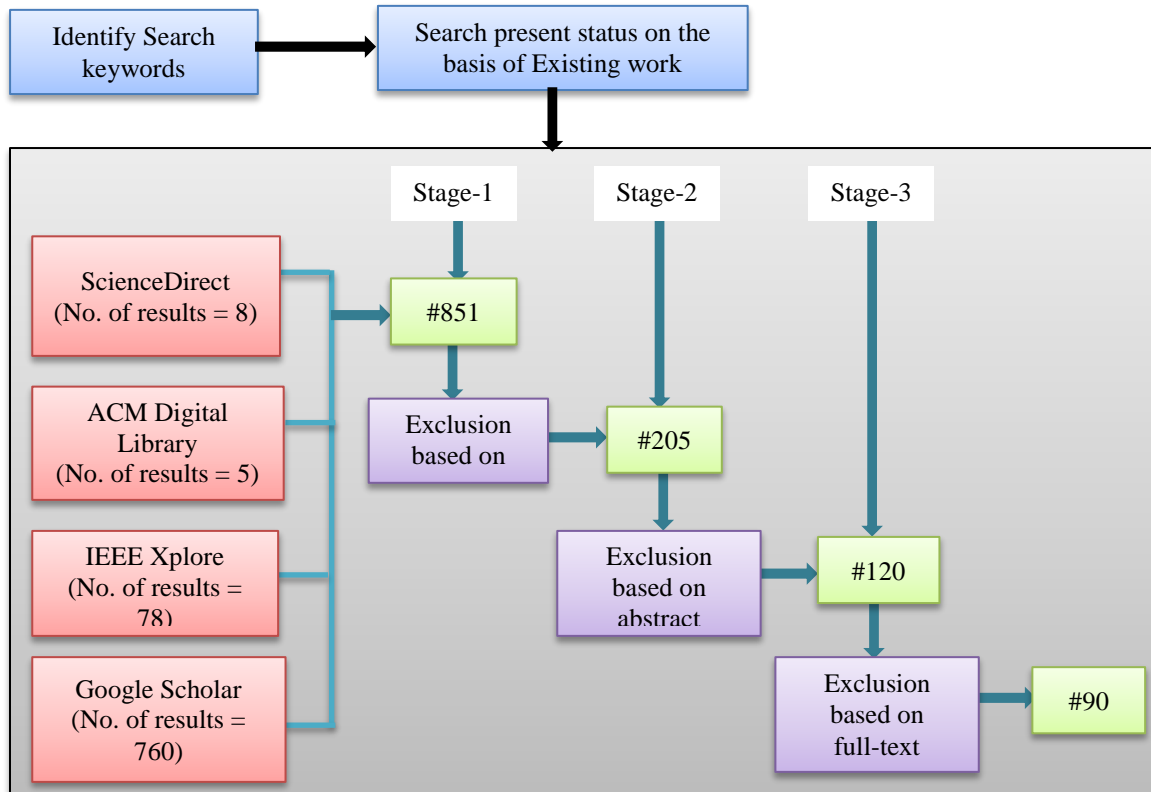 Identify Search
keywords
Search present status on the
basis of Existing work
Stage-1
Stage-2
Stage-3
ScienceDirect
(No. of results = 8)
#851
ACM Digital
Library
(No. of results = 5)
Exclusion
based on
#205
IEEE Xplore
(No. of results =
78)
Exclusion
based on
abstract
#120
Google Scholar
(No. of results =
760)
Exclusion
based on
full-text
#90